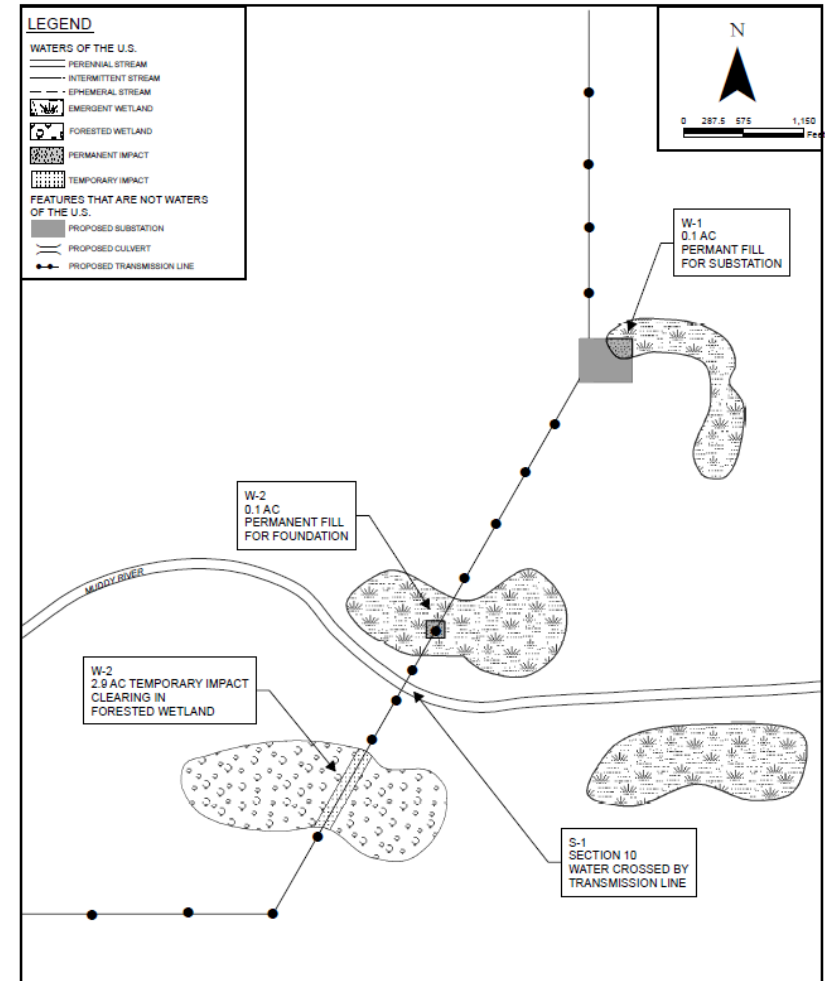 LEGEND
WATERS OF THE U.S.
PERENNIAL STREAM
INTERMITTENT STREAM
EPHEMERAL STREAM
EMERGENT WETLAND
FORESTED WETLAND
PERMANENT IMPACT
TEMPORARY IMPACT
FEATURES THAT ARE NOT WATERS
OF THE U.S.
PROPOSED SUBSTATION
PROPOSED CULVERT
PROPOSED TRANSMISSION LINE
N
0 287.5 575 1,150
Feet
W-1
0.1 AC
PERMANT FILL
FOR SUBSTATION
W-2
0.1 AC
PERMANENT FILL
FOR FOUNDATION
MUDDY RIVER
W-2
2.9 AC TEMPORARY IMPACT
CLEARING IN
FORESTED WETLAND
S-1
SECTION 10
WATER CROSSED BY
TRANSMISSION LINE